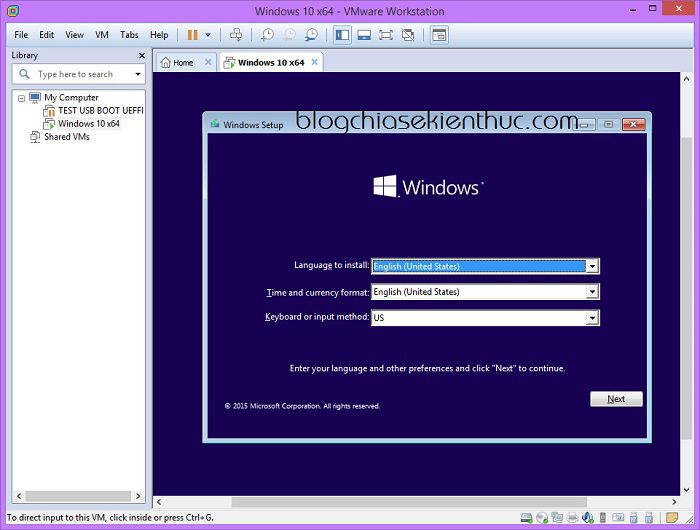 Windows 10 x64 - VMware Workstation
File Edit View VM Tabs Help
Library
Type here to search
My Computer
TEST USB BOOT UEFFI
Windows 10 x64
Shared VMs
Home
Windows 10 x64
Windows Setup
blogchiasekienthuc.com
Windows
Language to install: English (United States)
Time and currency format: English (United States)
Keyboard or input method: US
Enter your language and other preferences and click "Next" to continue.
© 2015 Microsoft Corporation. All rights reserved.
Next
To direct input to this VM, click inside or press Ctrl+G.